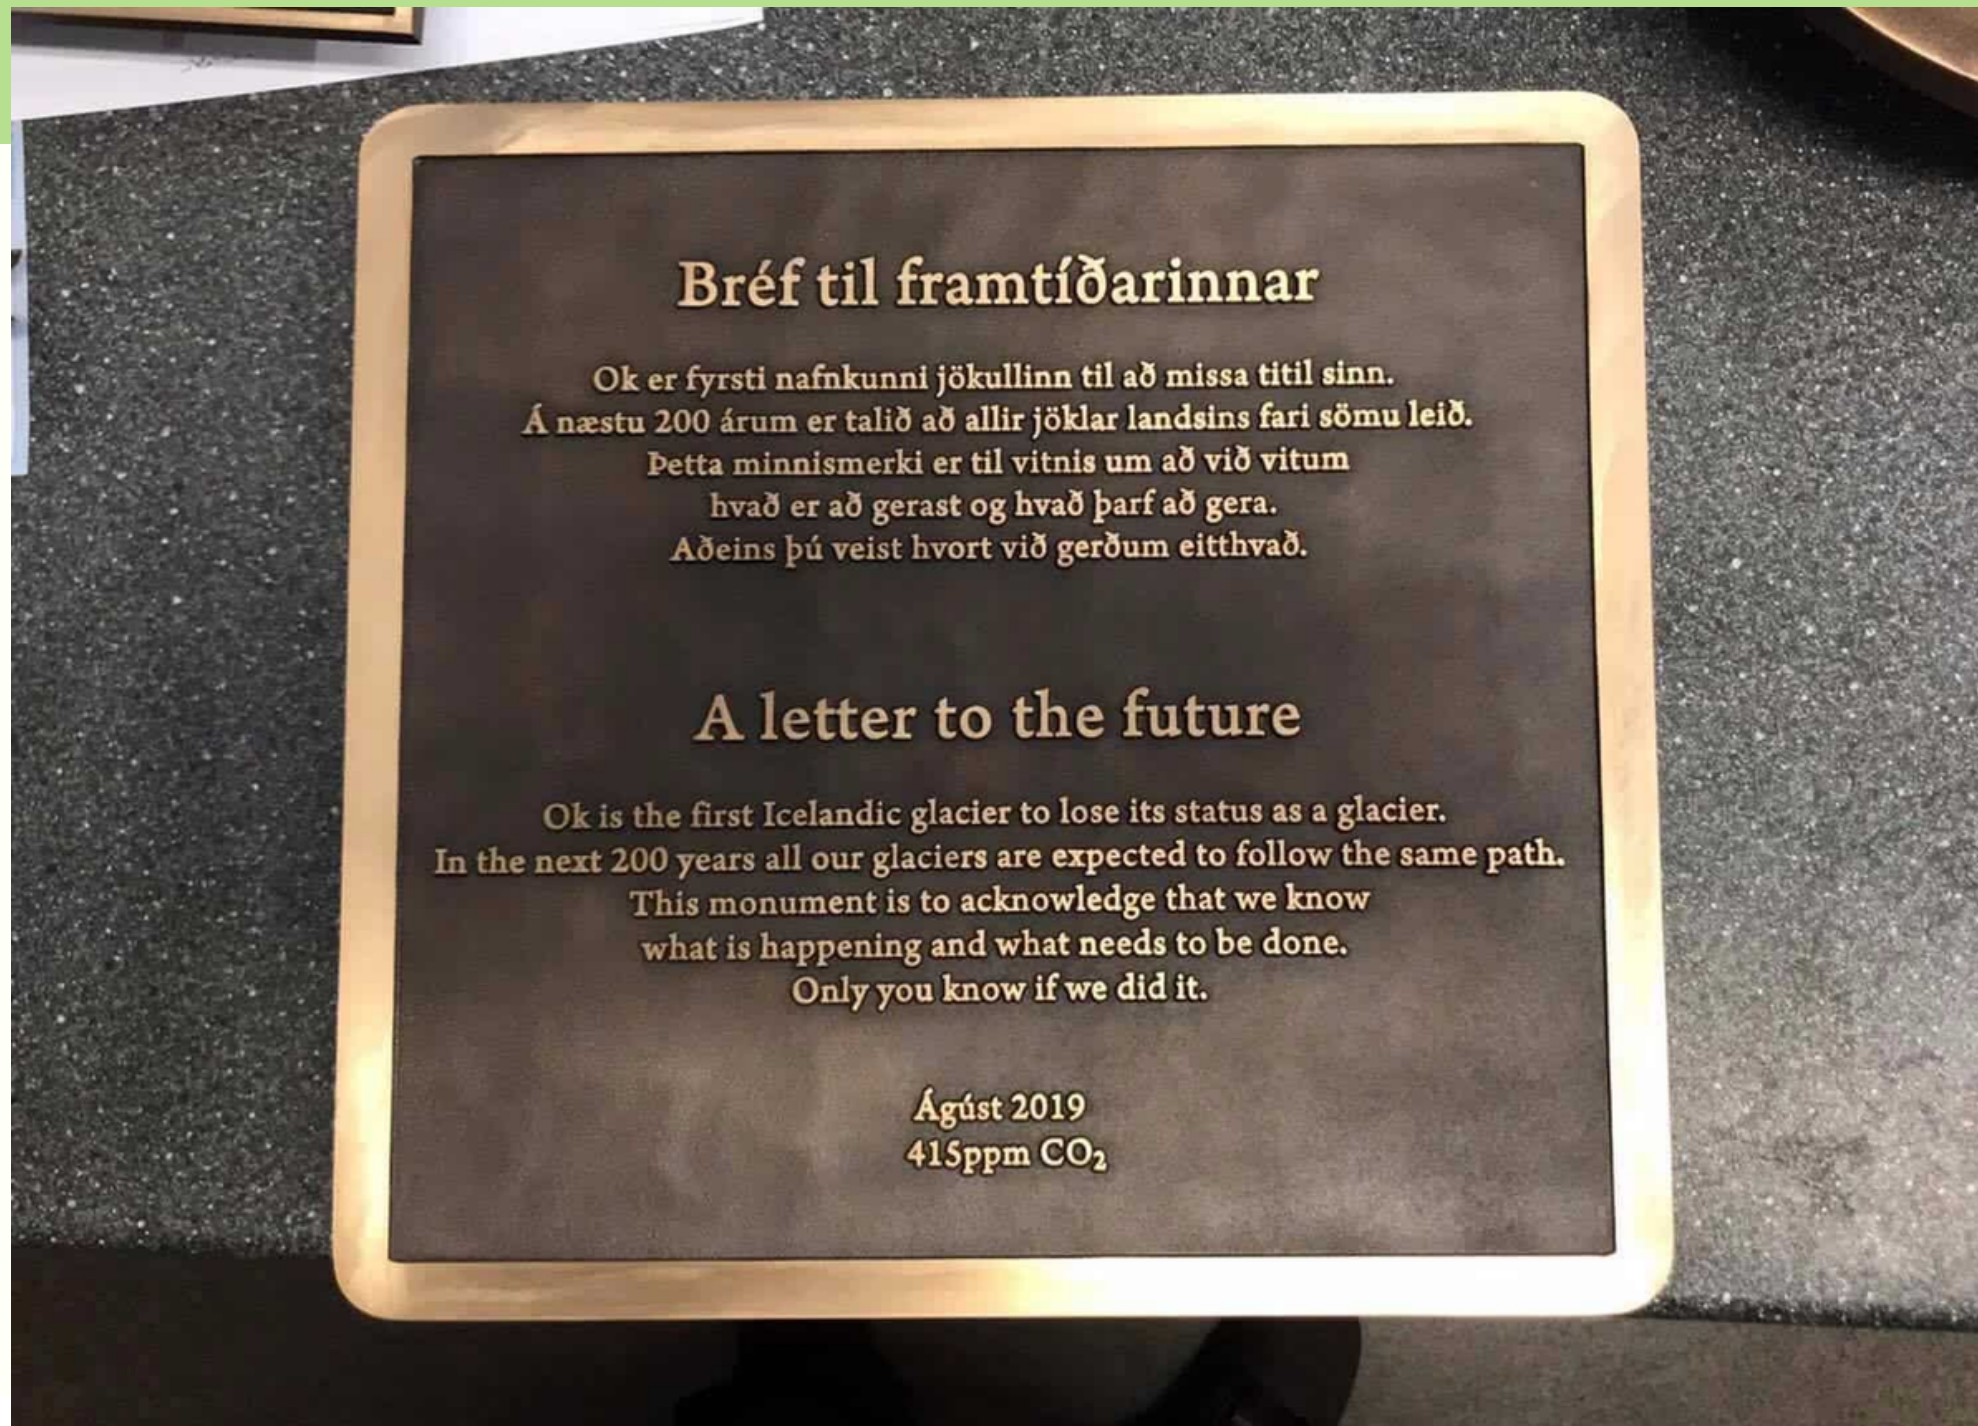 Bréf til framtíðarinnar
Ok er fyrsti nafnkunni jökullinn til að missa titil sinn.
Á næstu 200 árum er talið að allir jöklar landsins fari sömu leið.
Þetta minnismerki er til vitnis um að við vitum
hvað er að gerast og hvað þarf að gera.
Aðeins þú veist hvort við gerðum eitthvað.
A letter to the future
Ok is the first Icelandic glacier to lose its status as a glacier.
In the next 200 years all our glaciers are expected to follow the same path.
This monument is to acknowledge that we know
what is happening and what needs to be done.
Only you know if we did it.
Ágúst 2019
415ppm CO₂